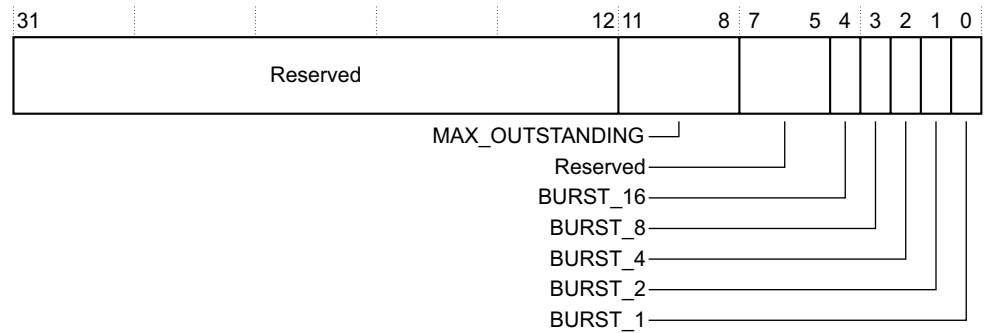 31 12 11 8 7 5 4 3 2 1 0
Reserved
MAX_OUTSTANDING
Reserved
BURST_16
BURST_8
BURST_4
BURST_2
BURST_1